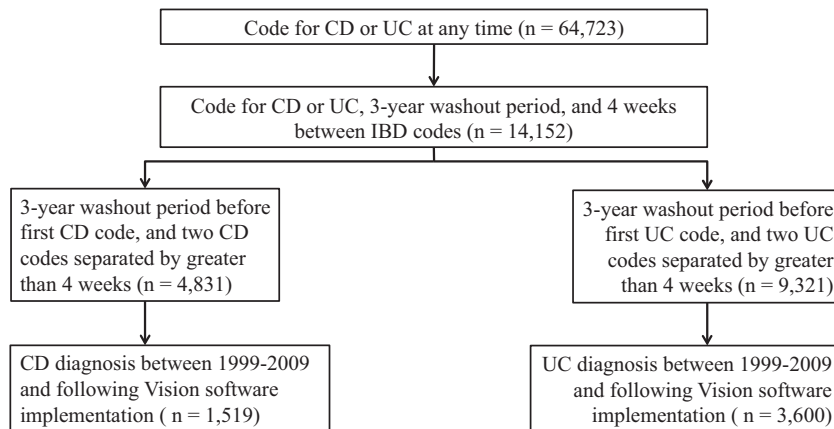 Code for CD or UC at any time (n = 64,723)
Code for CD or UC, 3-year washout period, and 4 weeks
between IBD codes (n = 14,152)
3-year washout period before
first CD code, and two CD
codes separated by greater
than 4 weeks (n = 4,831)
3-year washout period before
first UC code, and two UC
codes separated by greater
than 4 weeks (n = 9,321)
CD diagnosis between 1999-2009
and following Vision software
implementation ( n = 1,519)
UC diagnosis between 1999-2009
and following Vision software
implementation ( n = 3,600)